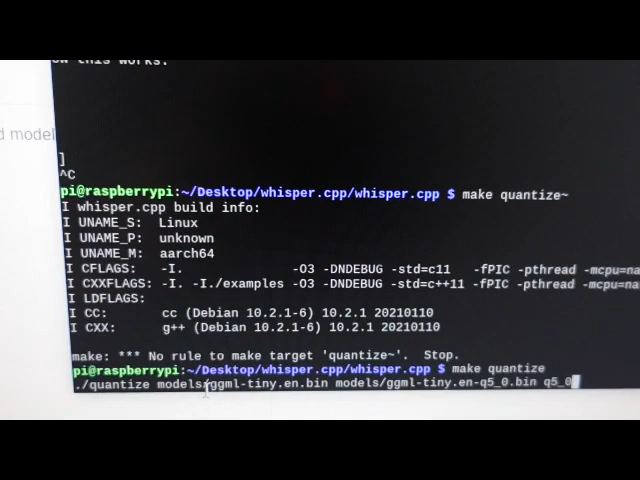 ow this works.
d model
]
^C
pi@raspberrypi:~/Desktop/whisper.cpp/whisper.cpp $ make quantize~
I whisper.cpp build info:
I UNAME_S: Linux
I UNAME_P: unknown
I UNAME_M: aarch64
I CFLAGS: -I. -O3 -DNDEBUG -std=c11 -fPIC -pthread -mcpu=na
I CXXFLAGS: -I. -I./examples -O3 -DNDEBUG -std=c++11 -fPIC -pthread -mcpu=na
I LDFLAGS:
I CC: cc (Debian 10.2.1-6) 10.2.1 20210110
I CXX: g++ (Debian 10.2.1-6) 10.2.1 20210110
make: *** No rule to make target 'quantize~'. Stop.
pi@raspberrypi:~/Desktop/whisper.cpp/whisper.cpp $ make quantize
./quantize models/ggml-tiny.en.bin models/ggml-tiny.en-q5_0.bin q5_0